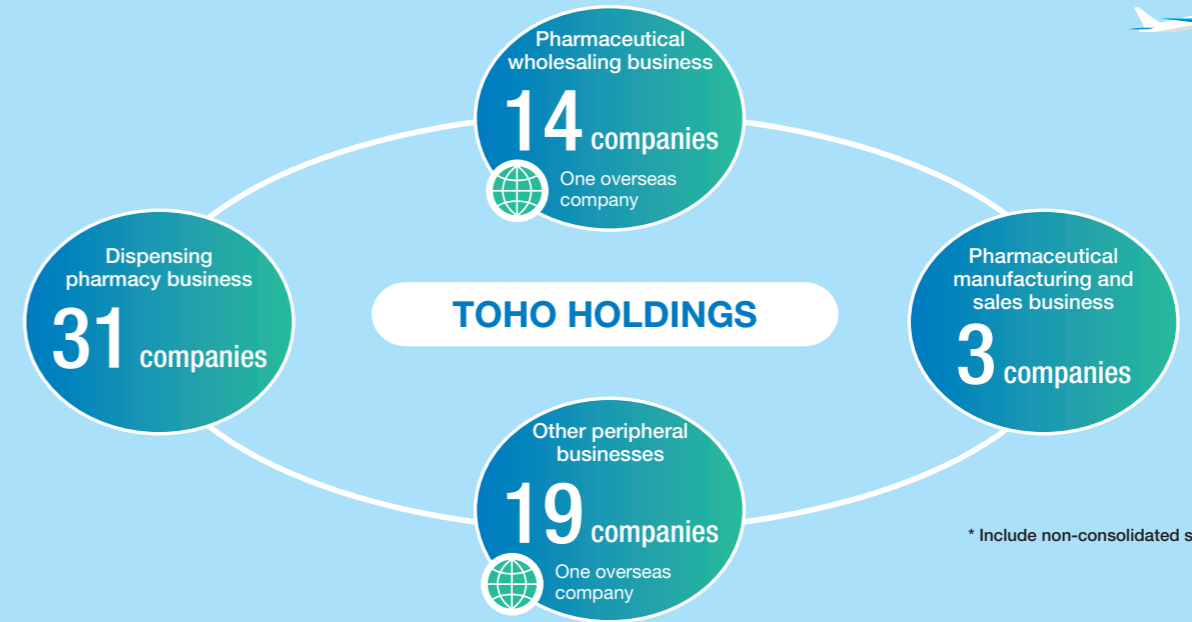 Pharmaceutical
wholesaling business
14 companies
One overseas
company
Dispensing
pharmacy business
31 companies
TOHO HOLDINGS
Pharmaceutical
manufacturing and
sales business
3 companies
Other peripheral
businesses
19 companies
One overseas
company
* Include non-consolidated